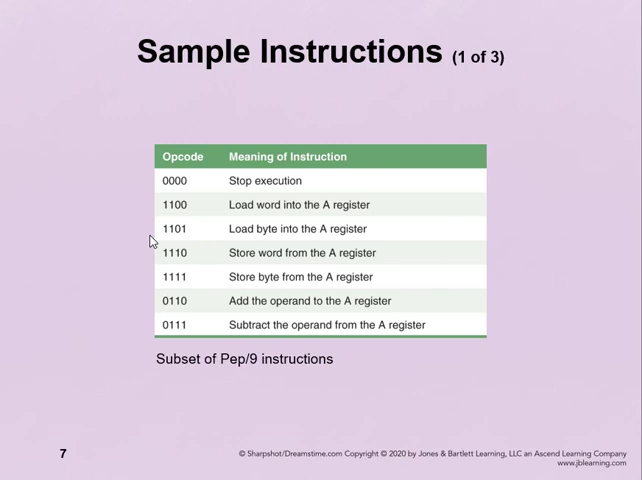 Sample Instructions (1 of 3)
Opcode Meaning of Instruction
0000 Stop execution
1100 Load word into the A register
1101 Load byte into the A register
1110 Store word from the A register
1111 Store byte from the A register
0110 Add the operand to the A register
0111 Subtract the operand from the A register
Subset of Pep/9 instructions
7 © Sharpshot/Dreamstime.com Copyright © 2020 by Jones & Bartlett Learning, LLC an Ascend Learning Company
www.jblearning.com